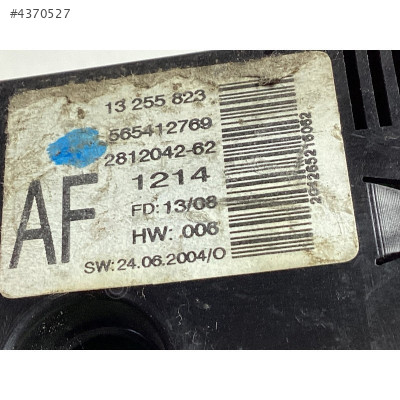 #4370527
13 255 823
565412769
2812042-62
AF
1214
FD: 13/08
HW: 006
SW: 24.06.2004/O